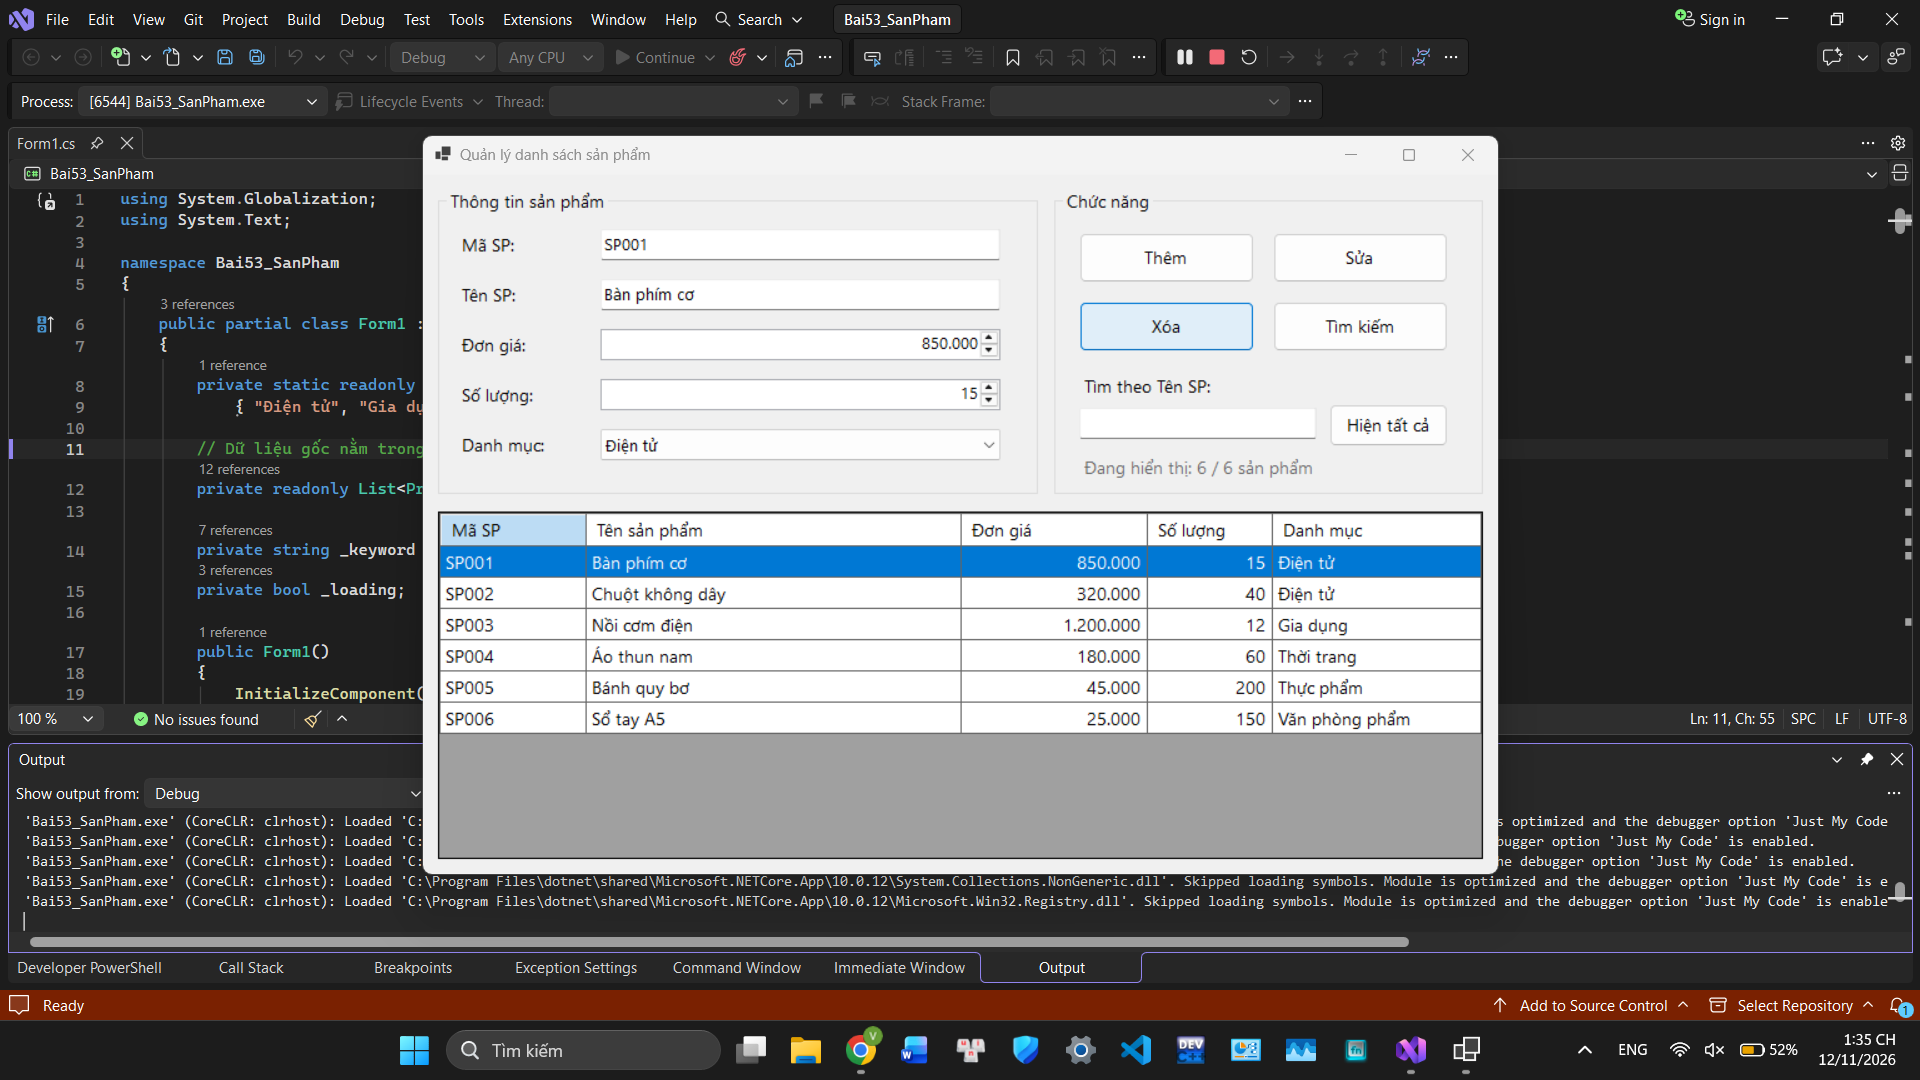 File Edit View Git Project Build Debug Test Tools Extensions Window Help Search Bai53_SanPham Sign in
Debug Any CPU Continue
Process: [6544] Bai53_SanPham.exe Lifecycle Events Thread: Stack Frame:
Form1.cs
Bai53_SanPham
1 using System.Globalization;
2 using System.Text;
3
4 namespace Bai53_SanPham
5 {
3 references
6 public partial class Form1 :
7 {
1 reference
8 private static readonly
9 { "Điện tử", "Gia dụ
10
11 // Dữ liệu gốc nằm trong
12 references
12 private readonly List<Pr
13
7 references
14 private string _keyword
3 references
15 private bool _loading;
16
1 reference
17 public Form1()
18 {
19 InitializeComponent(
100 % No issues found Ln: 11, Ch: 55 SPC LF UTF-8
Quản lý danh sách sản phẩm
Thông tin sản phẩm
Mã SP: SP001
Tên SP: Bàn phím cơ
Đơn giá: 850.000
Số lượng: 15
Danh mục: Điện tử
Chức năng
Thêm Sửa
Xóa Tìm kiếm
Tìm theo Tên SP:
Hiện tất cả
Đang hiển thị: 6 / 6 sản phẩm
Mã SP Tên sản phẩm Đơn giá Số lượng Danh mục
SP001 Bàn phím cơ 850.000 15 Điện tử
SP002 Chuột không dây 320.000 40 Điện tử
SP003 Nồi cơm điện 1.200.000 12 Gia dụng
SP004 Áo thun nam 180.000 60 Thời trang
SP005 Bánh quy bơ 45.000 200 Thực phẩm
SP006 Sổ tay A5 25.000 150 Văn phòng phẩm
Output
Show output from: Debug
'Bai53_SanPham.exe' (CoreCLR: clrhost): Loaded 'C: s optimized and the debugger option 'Just My Code
'Bai53_SanPham.exe' (CoreCLR: clrhost): Loaded 'C: bugger option 'Just My Code' is enabled.
'Bai53_SanPham.exe' (CoreCLR: clrhost): Loaded 'C: he debugger option 'Just My Code' is enabled.
'Bai53_SanPham.exe' (CoreCLR: clrhost): Loaded 'C:\Program Files\dotnet\shared\Microsoft.NETCore.App\10.0.12\System.Collections.NonGeneric.dll'. Skipped loading symbols. Module is optimized and the debugger option 'Just My Code' is e
'Bai53_SanPham.exe' (CoreCLR: clrhost): Loaded 'C:\Program Files\dotnet\shared\Microsoft.NETCore.App\10.0.12\Microsoft.Win32.Registry.dll'. Skipped loading symbols. Module is optimized and the debugger option 'Just My Code' is enable
Developer PowerShell Call Stack Breakpoints Exception Settings Command Window Immediate Window Output
Ready Add to Source Control Select Repository 1
Tìm kiếm V W DEV ENG 52% 1:35 CH
12/11/2026